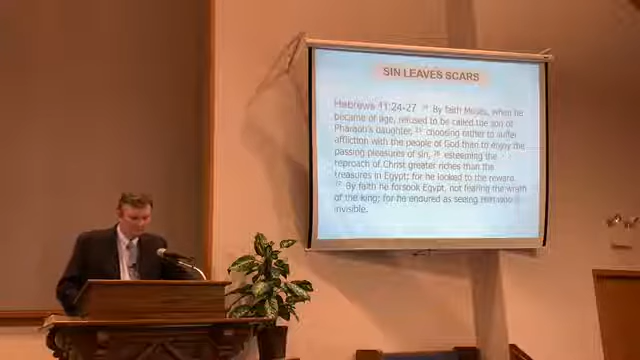 SIN LEAVES SCARS
Hebrews 11:24-27 24 By faith Moses, when he
became of age, refused to be called the son of
Pharaoh's daughter, 25 choosing rather to suffer
affliction with the people of God than to enjoy the
passing pleasures of sin, 26 esteeming the
reproach of Christ greater riches than the
treasures in Egypt; for he looked to the reward.
27 By faith he forsook Egypt, not fearing the wrath
of the king; for he endured as seeing Him who is
invisible.